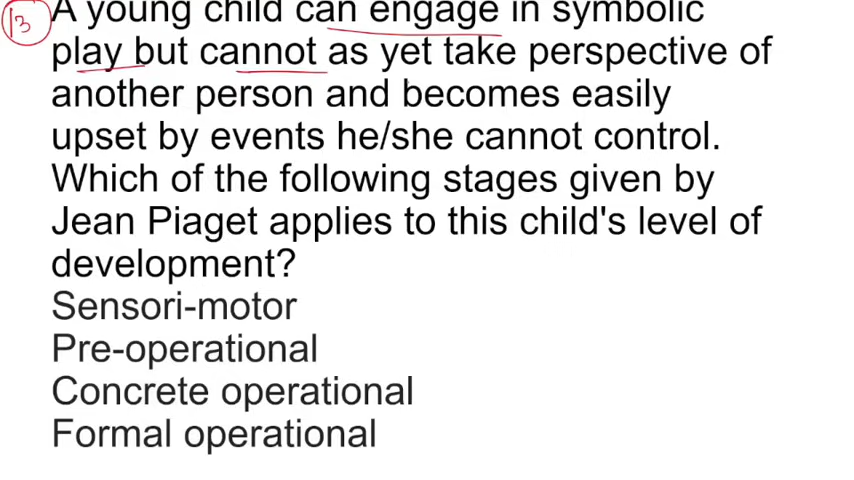 13
A young child can engage in symbolic
play but cannot as yet take perspective of
another person and becomes easily
upset by events he/she cannot control.
Which of the following stages given by
Jean Piaget applies to this child's level of
development?
Sensori-motor
Pre-operational
Concrete operational
Formal operational